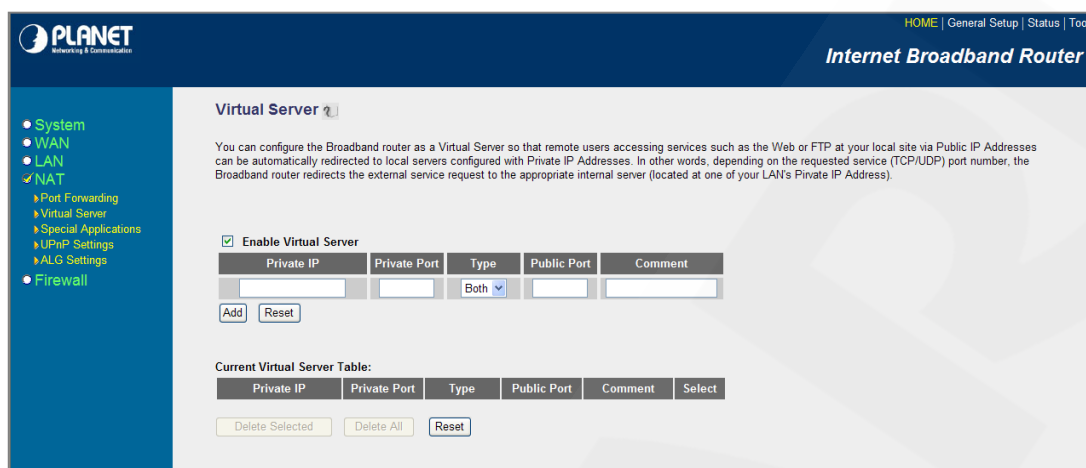 PLANET
Networking & Communication
HOME | General Setup | Status |
Internet Broadband Router
System
WAN
LAN
NAT
Port Forwarding
Virtual Server
Special Applications
UPnP Settings
ALG Settings
Firewall
Virtual Server
You can configure the Broadband router as a Virtual Server so that remote users accessing services such as the Web or FTP at your local site via Public IP Addresses
can be automatically redirected to local servers configured with Private IP Addresses. In other words, depending on the requested service (TCP/UDP) port number, the
Broadband router redirects the external service request to the appropriate internal server (located at one of your LAN's Pirvate IP Address).
Enable Virtual Server
Private IP Private Port Type Public Port Comment
Both
Add Reset
Current Virtual Server Table:
Private IP Private Port Type Public Port Comment Select
Delete Selected Delete All Reset